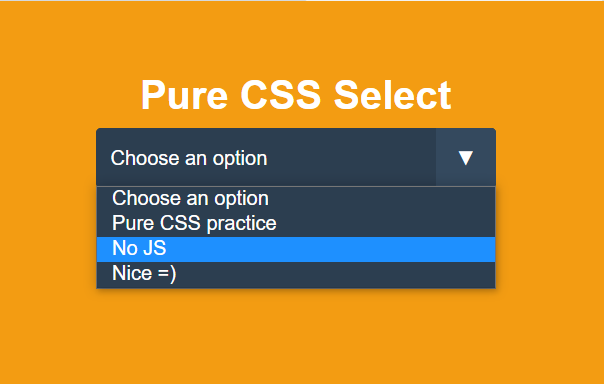 Pure CSS Select
Choose an option
▼
Choose an option
Pure CSS practice
No JS
Nice =)